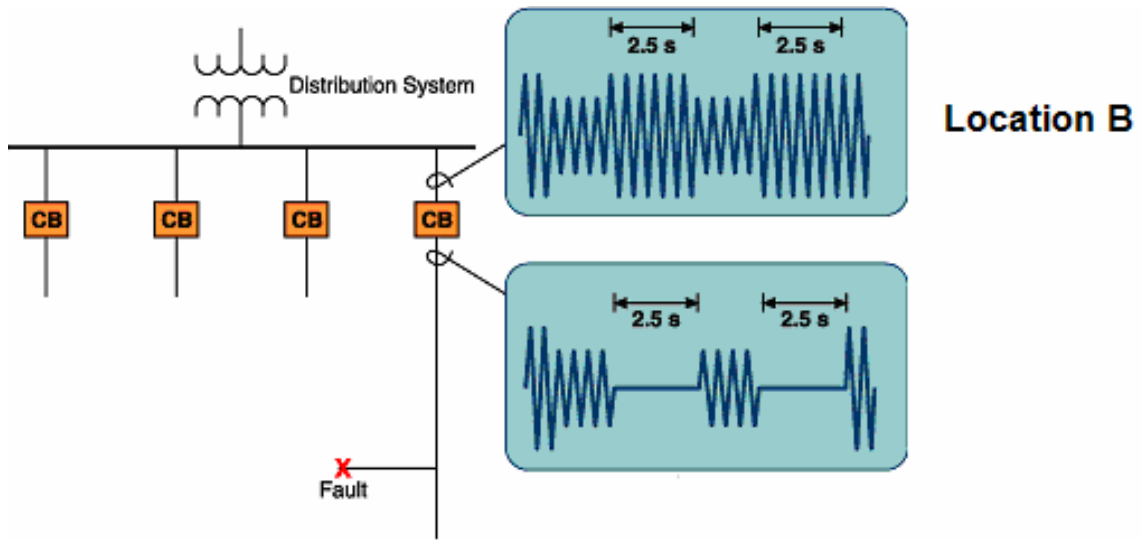 2.5 s 2.5 s
Distribution System
Location B
CB CB CB CB
2.5 s 2.5 s
Fault